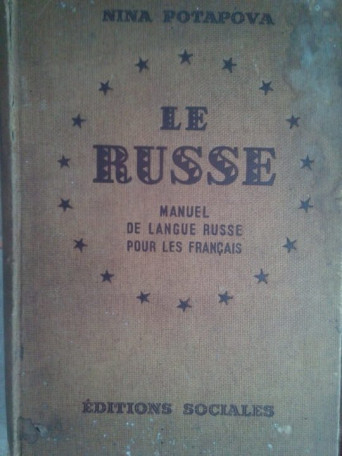 NINA POTAPOVA
LE
RUSSE
MANUEL
DE LANGUE RUSSE
POUR LES FRANÇAIS
ÉDITIONS SOCIALES